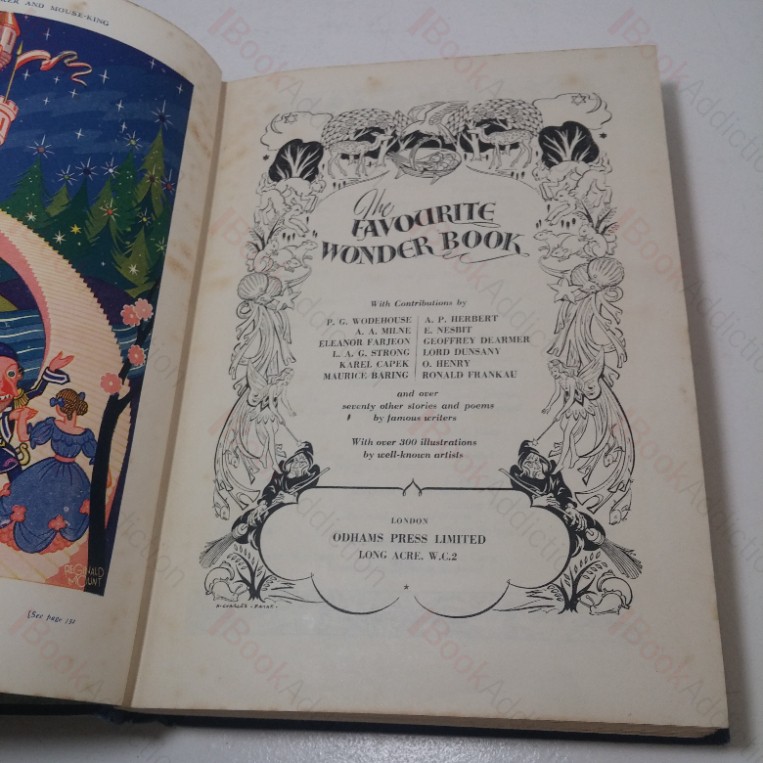 AND MOUSE-KING
REGINALD
MOUNT
[See page
The
FAVOURITE
WONDER BOOK
With Contributions by
P. G. WODEHOUSE
A. A. MILNE
ELEANOR FARJEON
L. A. G. STRONG
KAREL CAPEK
MAURICE BARING
A. P. HERBERT
E. NESBIT
GEOFFREY DEARMER
LORD DUNSANY
O. HENRY
RONALD FRANKAU
and over
seventy other stories and poems
by famous writers
With over 300 illustrations
by well-known artists
LONDON
ODHAMS PRESS LIMITED
LONG ACRE. W.C.2
BookAddiction